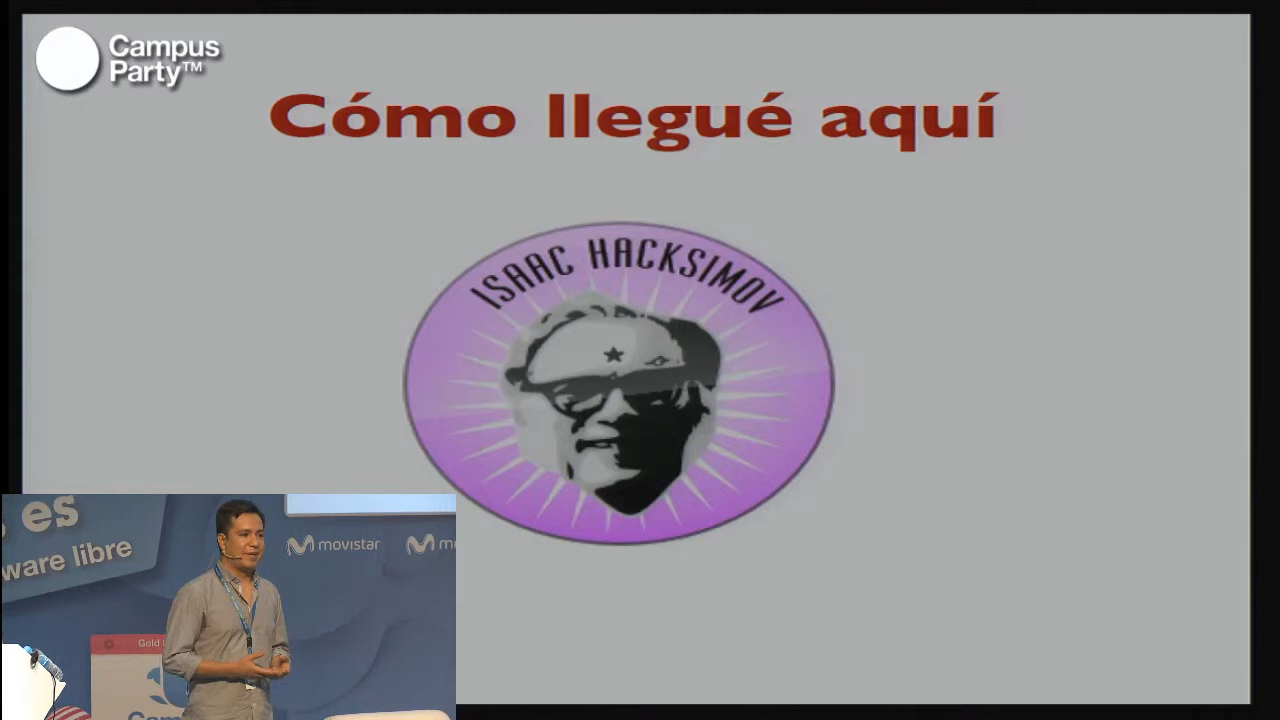 Campus
Party™
Cómo llegué aquí
ISAAC HACKSIMOV
es
ware libre
movistar
Gold